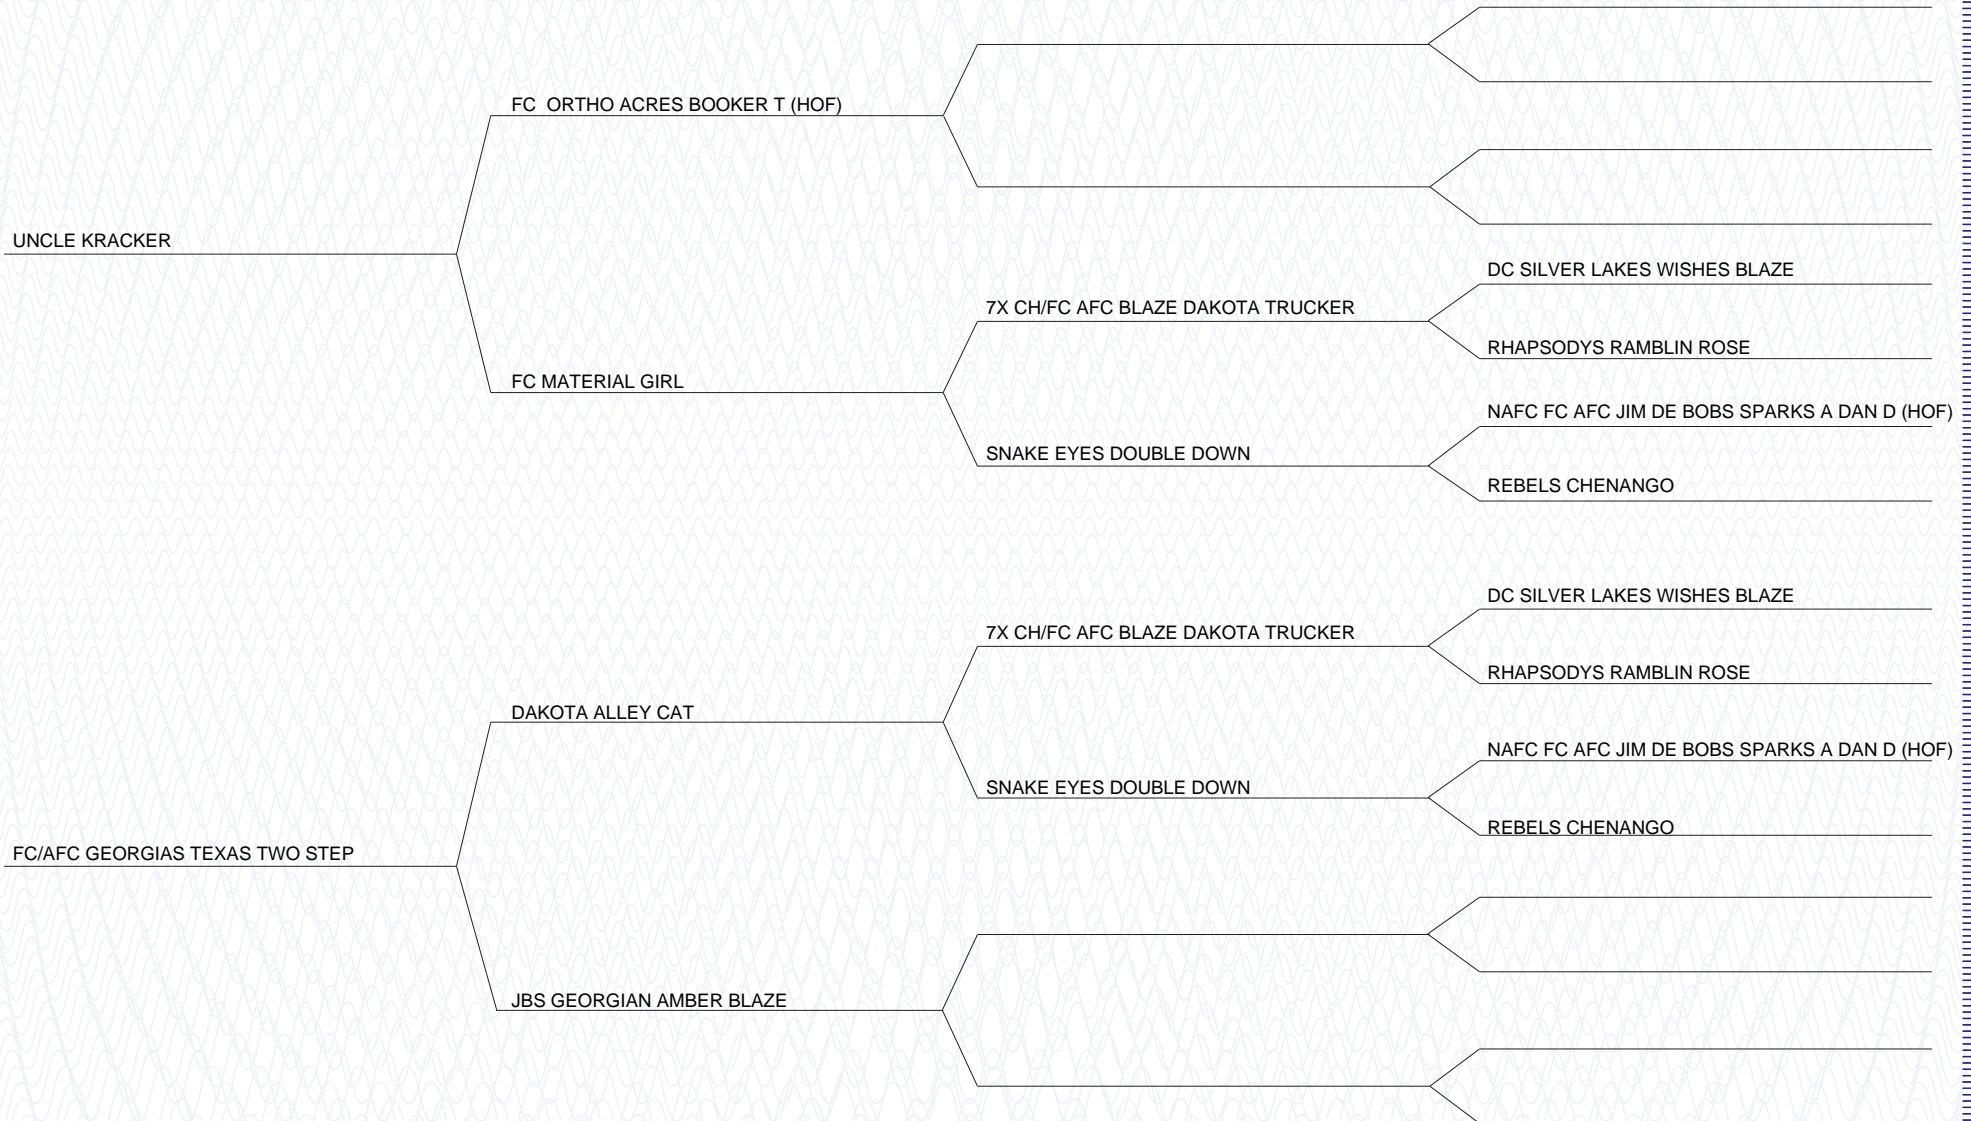 FC  ORTHO ACRES BOOKER T (HOF)
UNCLE KRACKER
DC SILVER LAKES WISHES BLAZE
7X CH/FC AFC BLAZE DAKOTA TRUCKER
RHAPSODYS RAMBLIN ROSE
FC MATERIAL GIRL
NAFC FC AFC JIM DE BOBS SPARKS A DAN D (HOF)
SNAKE EYES DOUBLE DOWN
REBELS CHENANGO
DC SILVER LAKES WISHES BLAZE
7X CH/FC AFC BLAZE DAKOTA TRUCKER
RHAPSODYS RAMBLIN ROSE
DAKOTA ALLEY CAT
NAFC FC AFC JIM DE BOBS SPARKS A DAN D (HOF)
SNAKE EYES DOUBLE DOWN
REBELS CHENANGO
FC/AFC GEORGIAS TEXAS TWO STEP
JBS GEORGIAN AMBER BLAZE